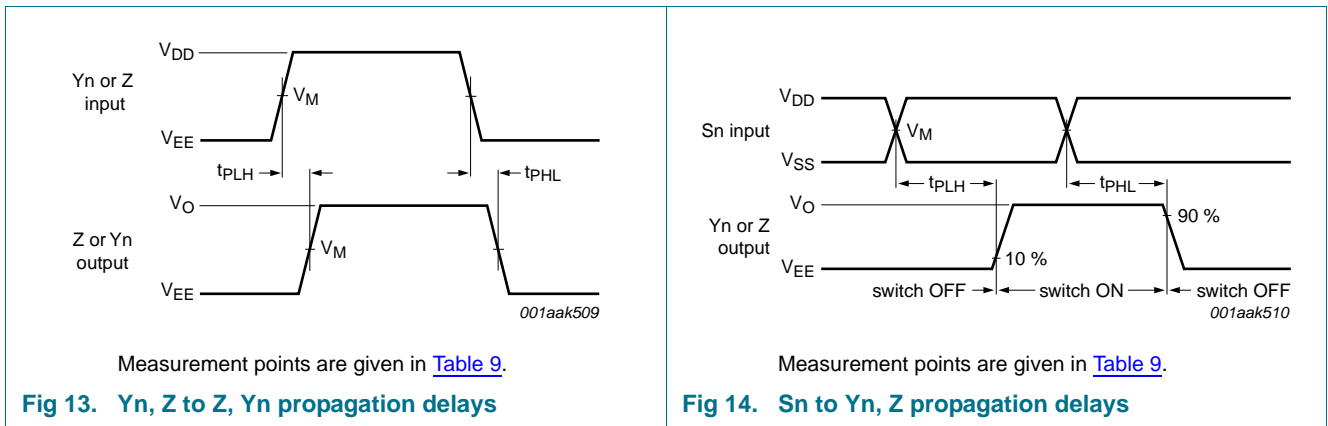 VDD
Yn or Z
input
VM
VEE
tPLH
tPHL
VO
Z or Yn
output
VM
VEE
001aak509
Measurement points are given in Table 9.
Fig 13. Yn, Z to Z, Yn propagation delays
VDD
Sn input
VM
VSS
tPLH
tPHL
VO
Yn or Z
output
90 %
VEE
10 %
switch OFF
switch ON
switch OFF
001aak510
Measurement points are given in Table 9.
Fig 14. Sn to Yn, Z propagation delays